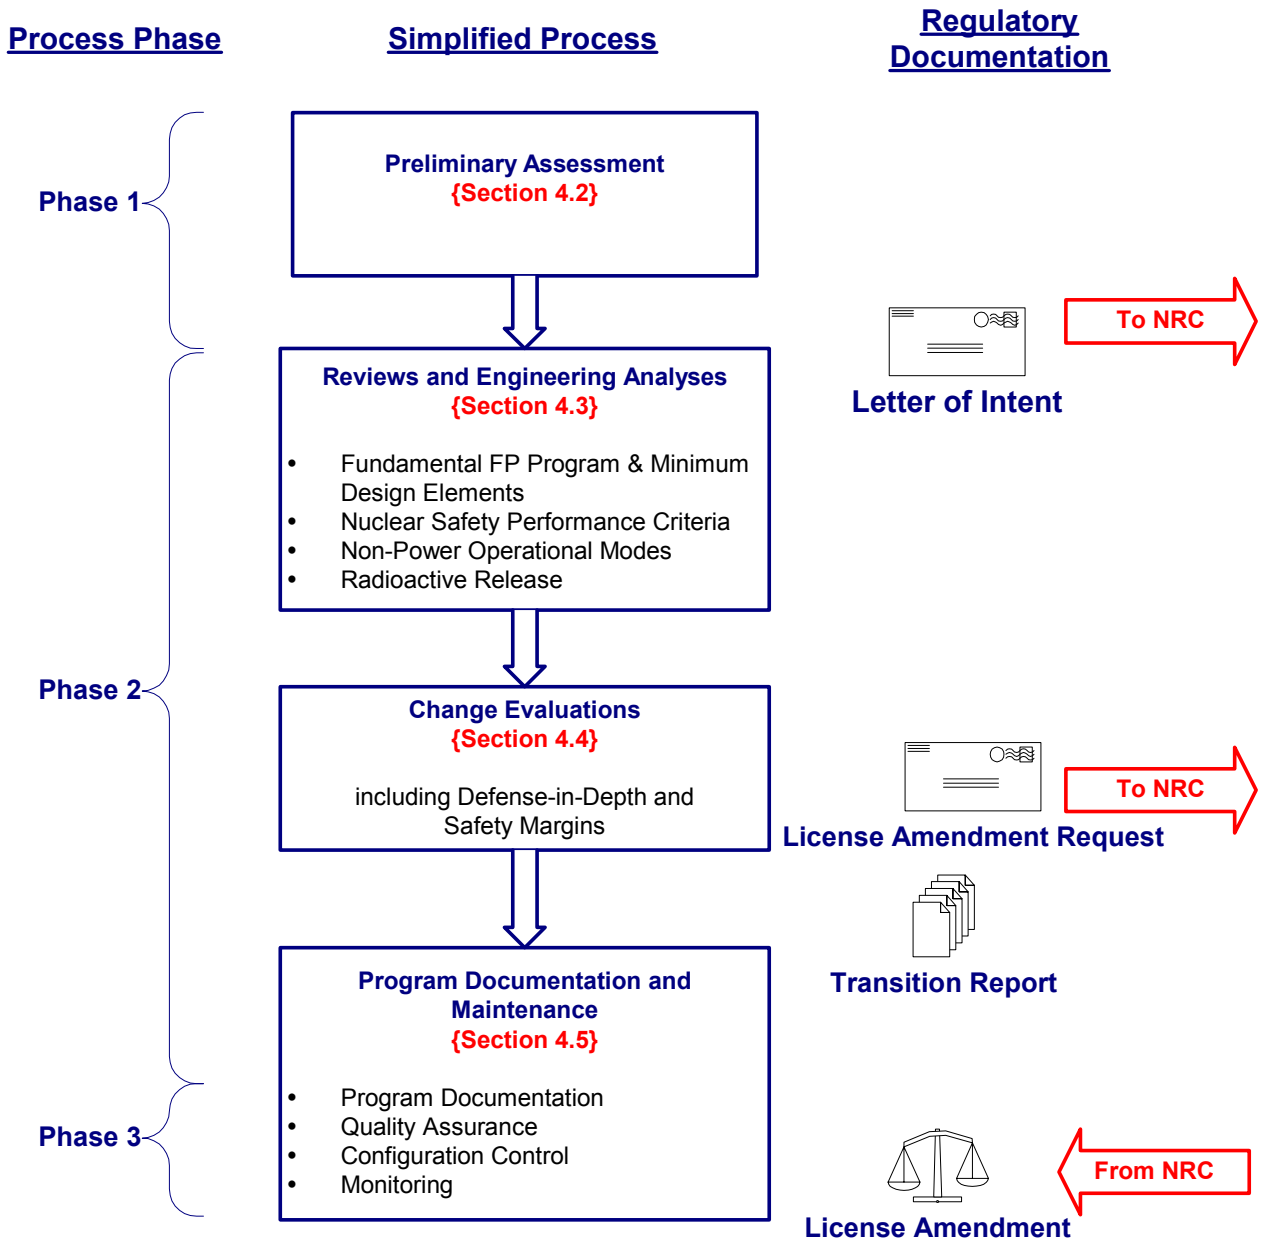 Process Phase
Simplified Process
Regulatory
Documentation
Phase 1
Preliminary Assessment
{Section 4.2}
To NRC
Letter of Intent
Reviews and Engineering Analyses
{Section 4.3}
• Fundamental FP Program & Minimum
Design Elements
• Nuclear Safety Performance Criteria
• Non-Power Operational Modes
• Radioactive Release
Phase 2
Change Evaluations
{Section 4.4}
including Defense-in-Depth and
Safety Margins
To NRC
License Amendment Request
Transition Report
Program Documentation and
Maintenance
{Section 4.5}
• Program Documentation
• Quality Assurance
• Configuration Control
• Monitoring
Phase 3
From NRC
License Amendment